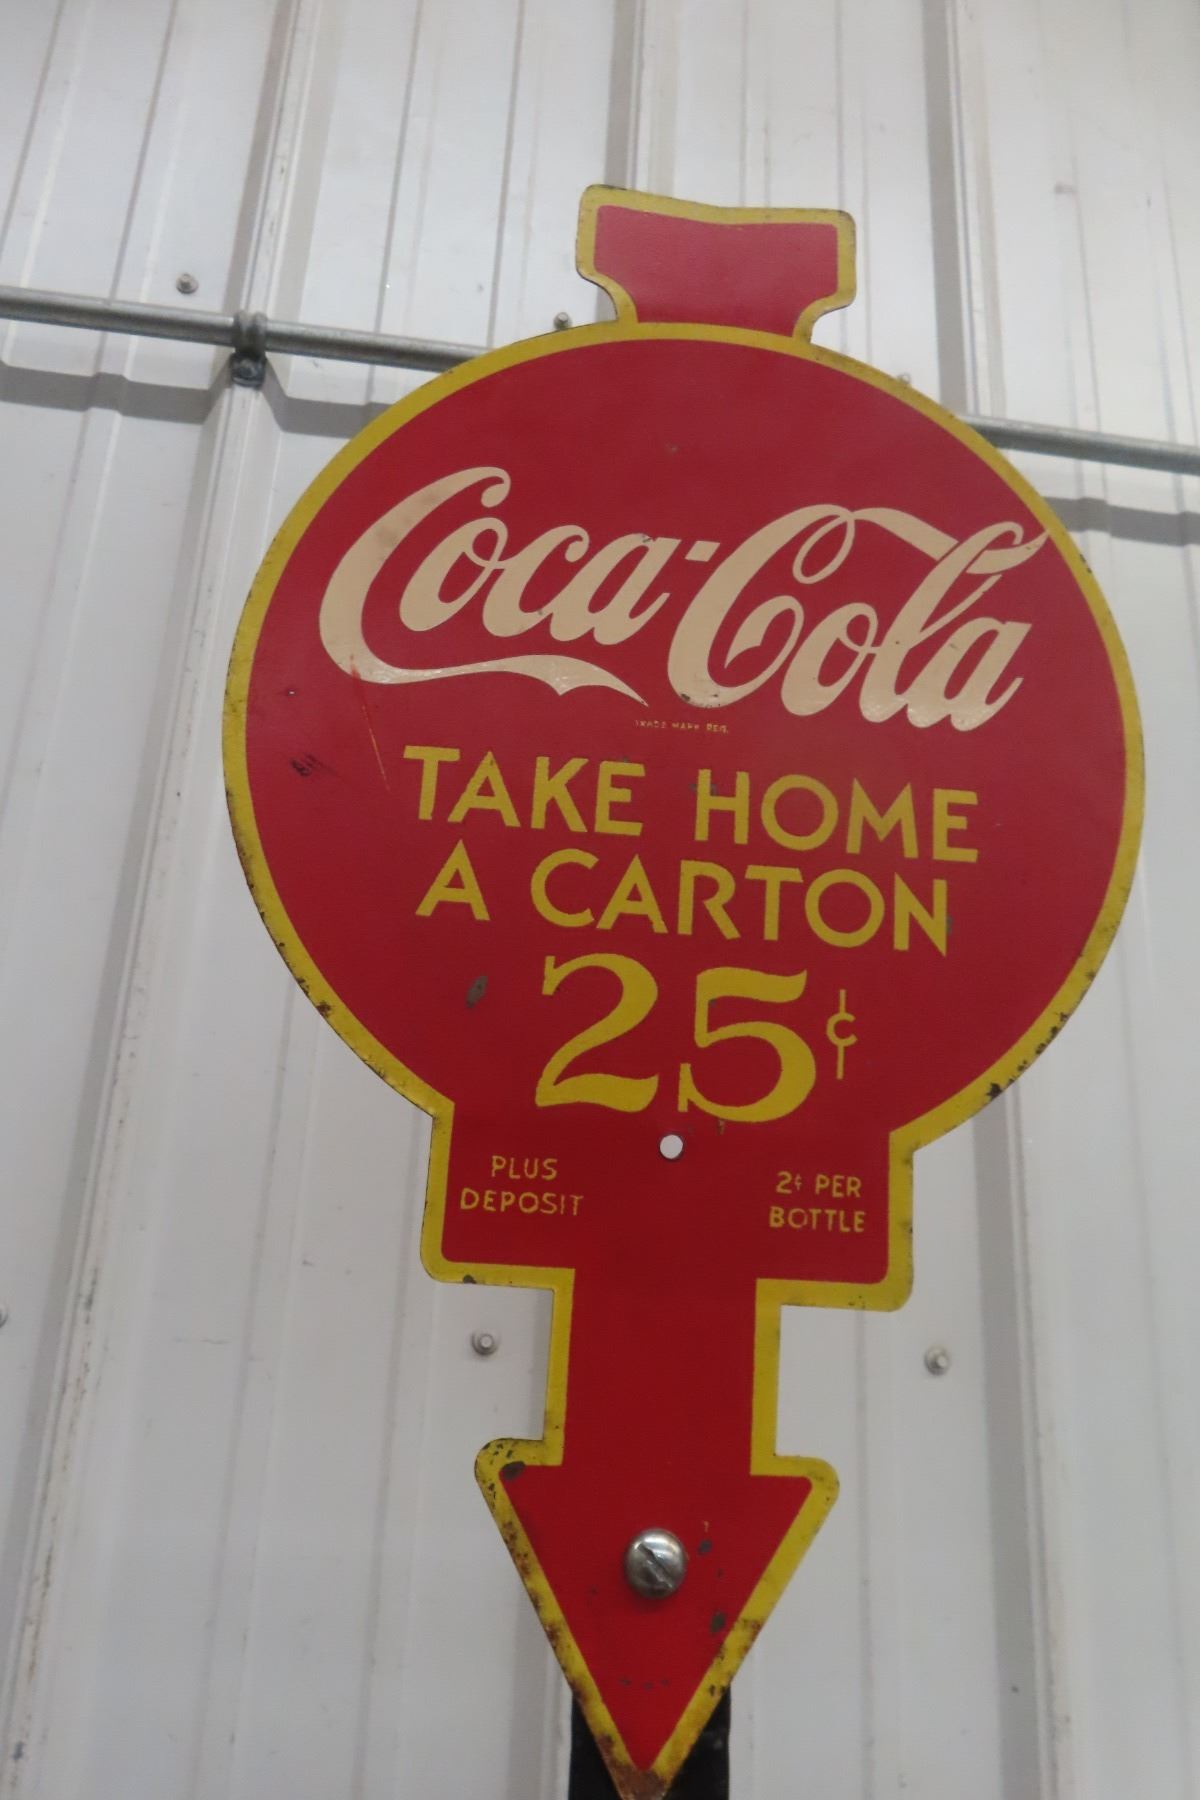 Coca-Cola
TRADE MARK REG.
TAKE HOME
A CARTON
25¢
PLUS
DEPOSIT
2¢ PER
BOTTLE